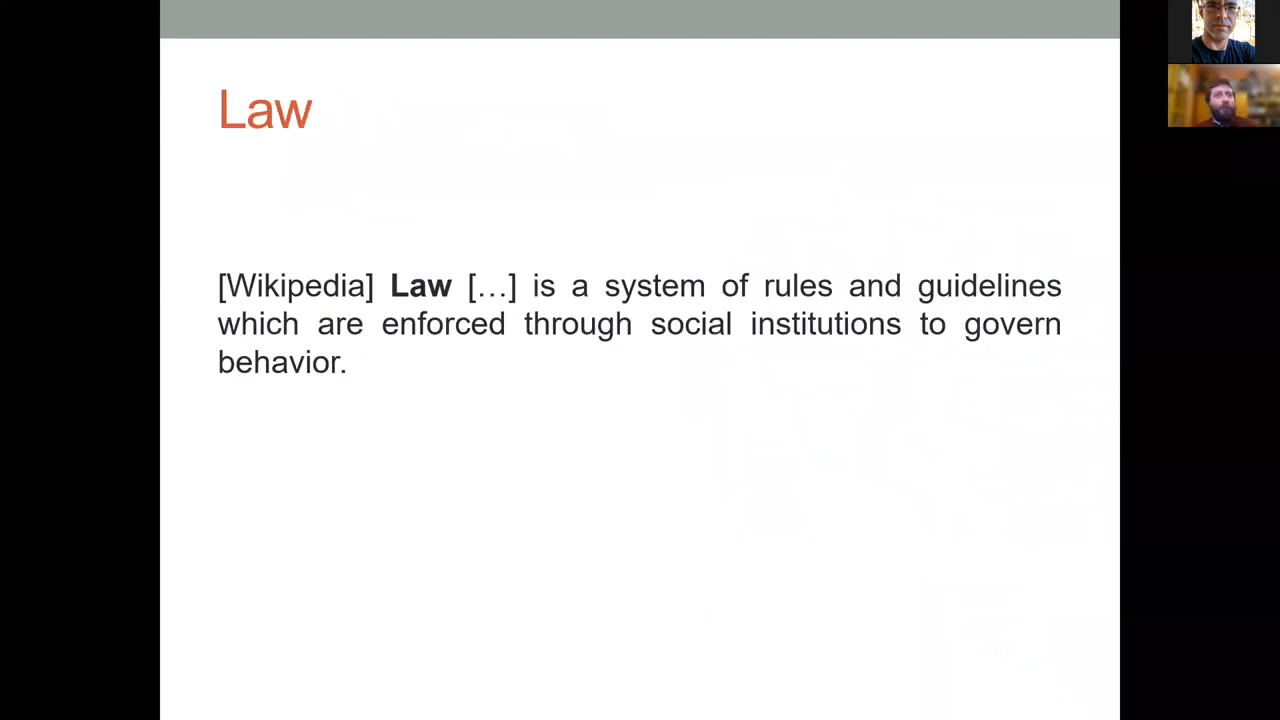 Law
[Wikipedia] Law […] is a system of rules and guidelines
which are enforced through social institutions to govern
behavior.